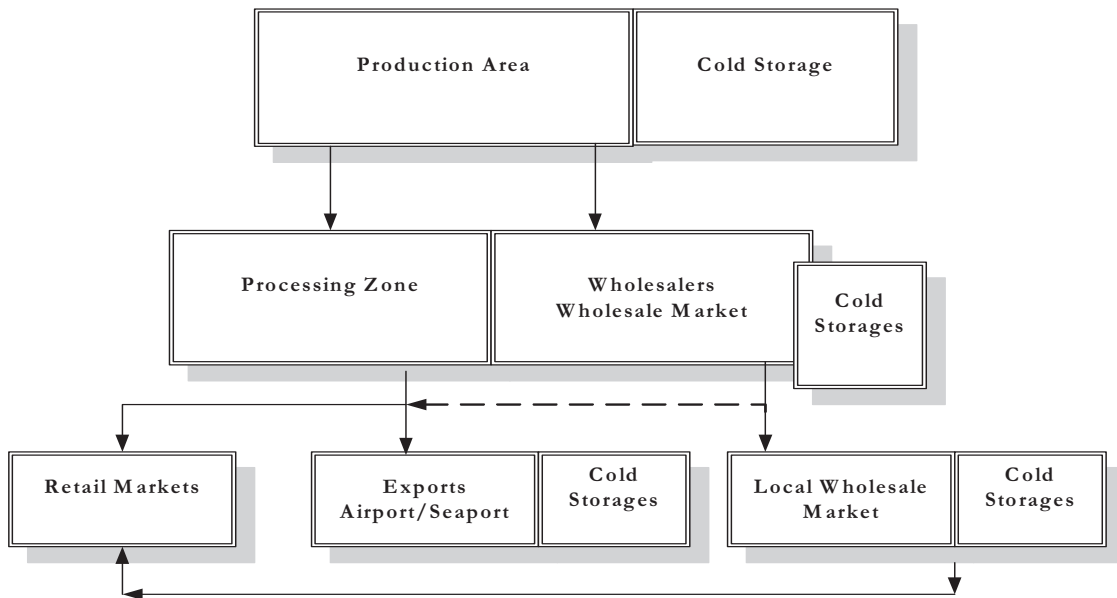 Production Area
Cold Storage
Processing Zone
Wholesalers
Wholesale Market
Cold
Storages
Retail Markets
Exports
Airport/Seaport
Cold
Storages
Local Wholesale
Market
Cold
Storages